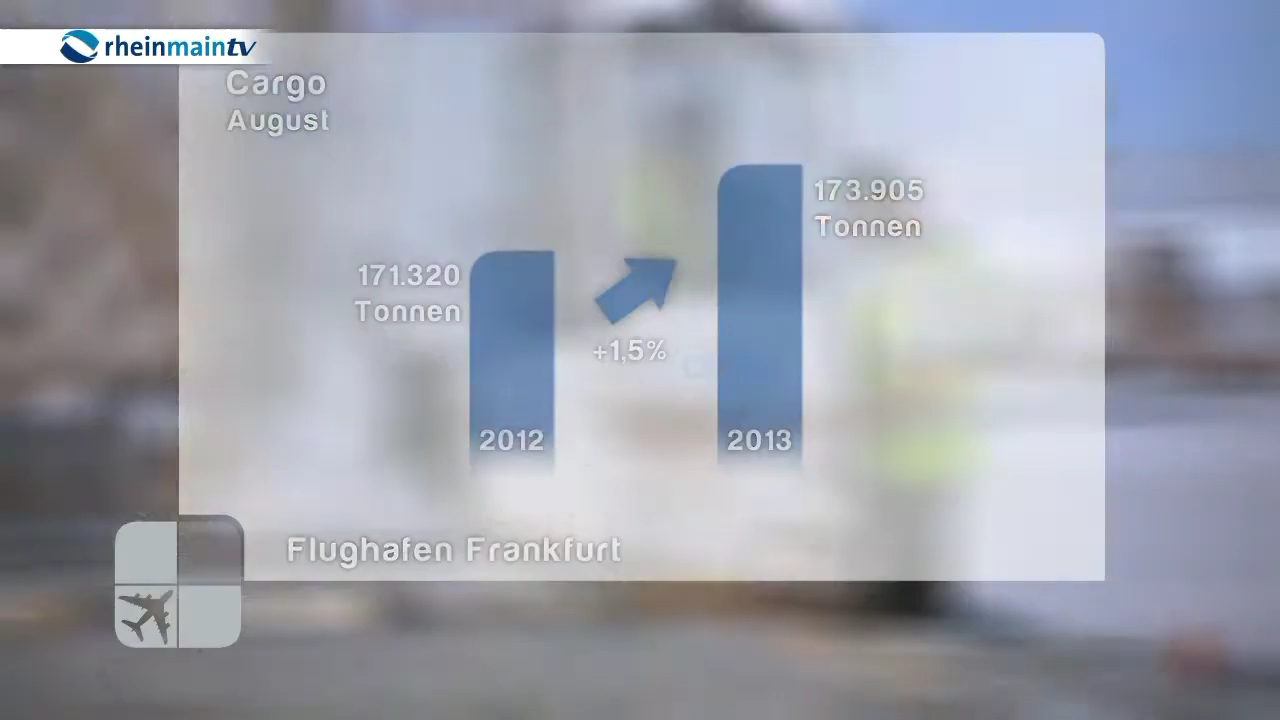 rheinmaintv
Cargo
August
173.905
Tonnen
171.320
Tonnen
+1,5%
2012
2013
Flughafen Frankfurt